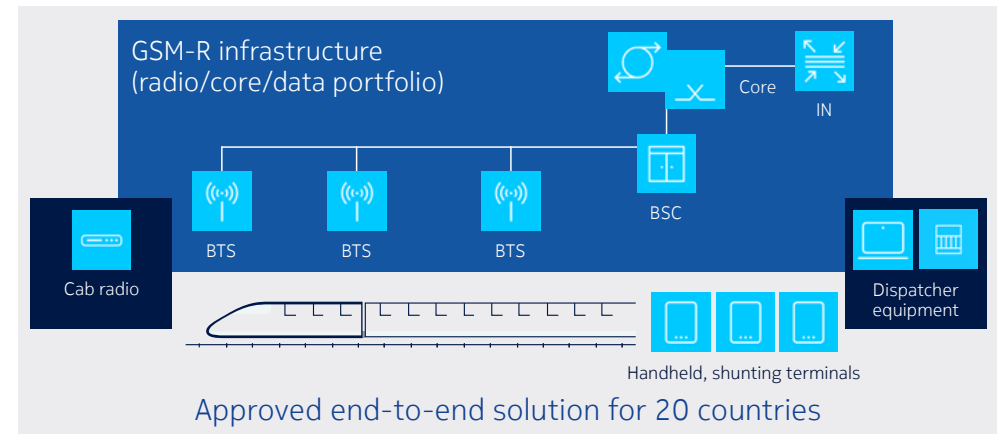 GSM-R infrastructure
(radio/core/data portfolio)
Core
IN
BSC
BTS
BTS
BTS
Cab radio
Dispatcher
equipment
Handheld, shunting terminals
Approved end-to-end solution for 20 countries